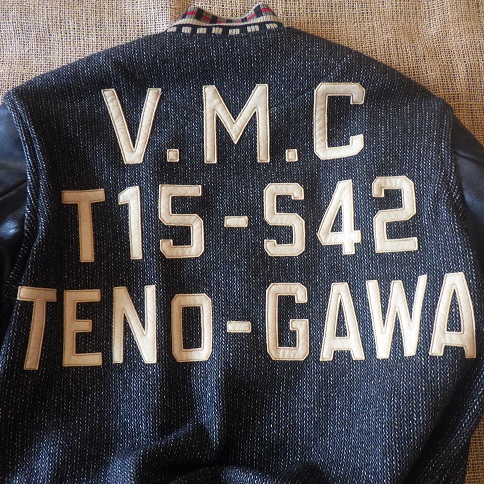 V.M.C
T15-S42
TENO-GAWA